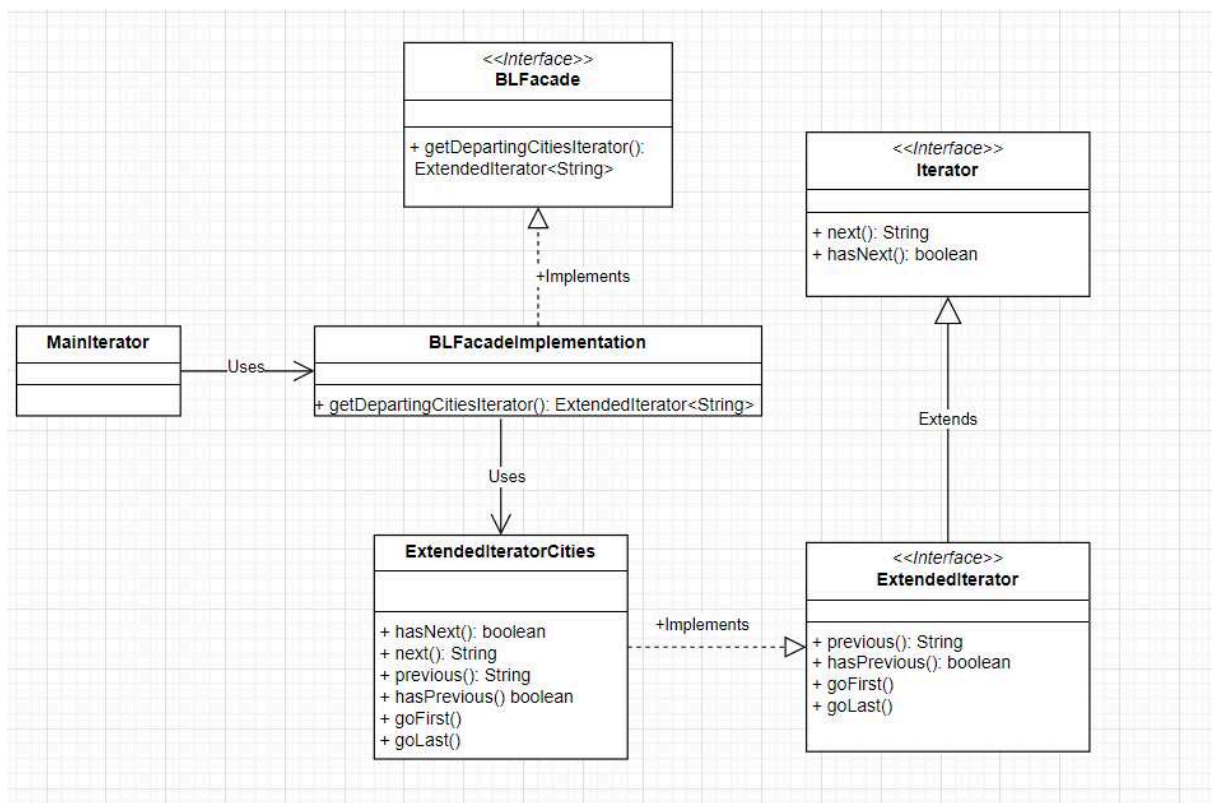 <<Interface>>
BLFacade
+ getDepartingCitiesIterator():
ExtendedIterator<String>
<<Interface>>
Iterator
+ next(): String
+ hasNext(): boolean
+Implements
MainIterator
Uses
BLFacadeImplementation
+ getDepartingCitiesIterator(): ExtendedIterator<String>
Extends
Uses
ExtendedIteratorCities
+ hasNext(): boolean
+ next(): String
+ previous(): String
+ hasPrevious() boolean
+ goFirst()
+ goLast()
+Implements
<<Interface>>
ExtendedIterator
+ previous(): String
+ hasPrevious(): boolean
+ goFirst()
+ goLast()